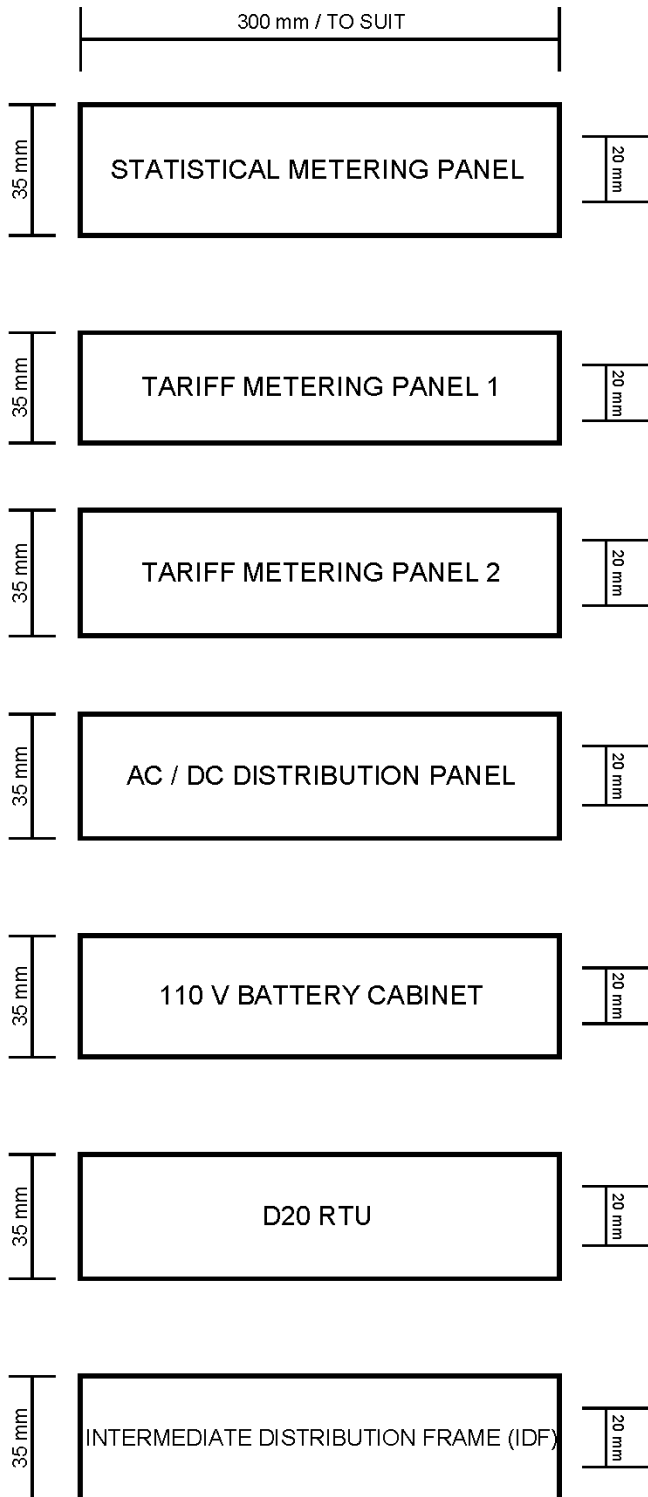 300 mm / TO SUIT
35 mm
STATISTICAL METERING PANEL
20 mm
35 mm
TARIFF METERING PANEL 1
20 mm
35 mm
TARIFF METERING PANEL 2
20 mm
35 mm
AC / DC DISTRIBUTION PANEL
20 mm
35 mm
110 V BATTERY CABINET
20 mm
35 mm
D20 RTU
20 mm
35 mm
INTERMEDIATE DISTRIBUTION FRAME (IDF)
20 mm